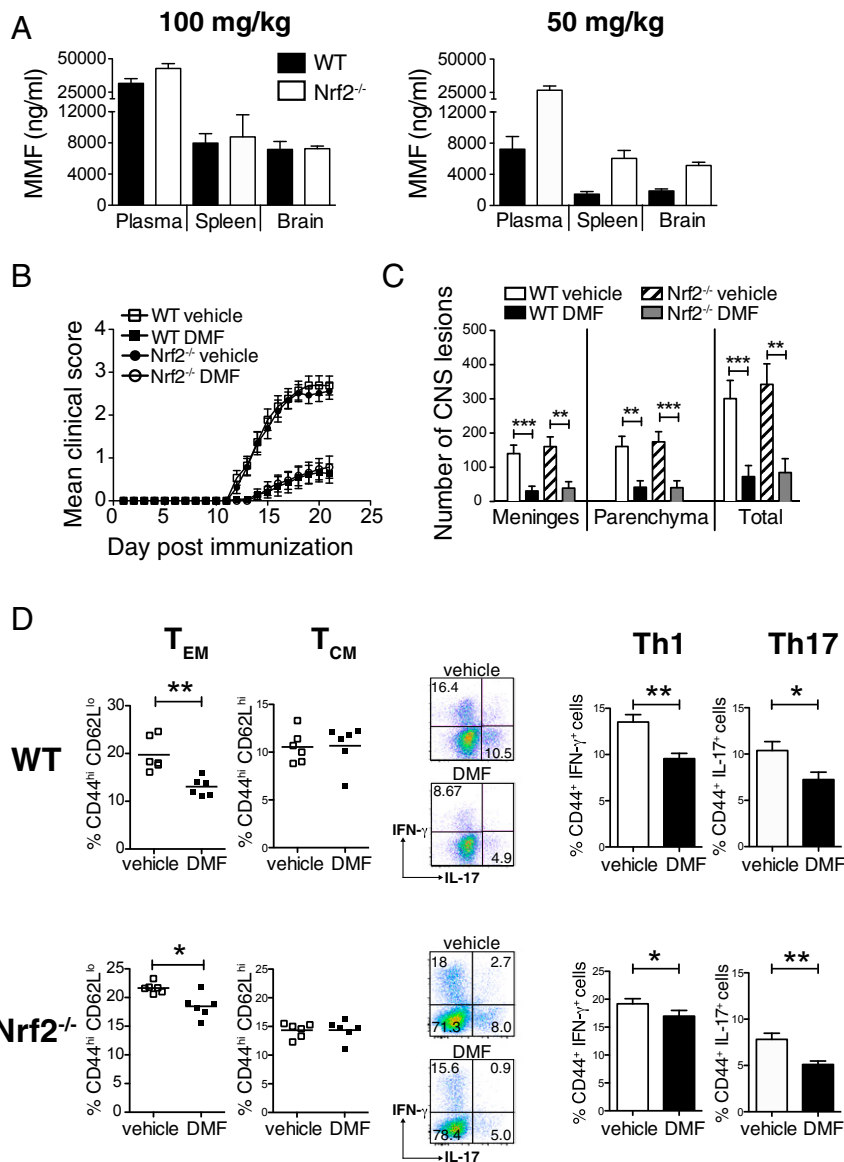 A
100 mg/kg
50 mg/kg
MMF (ng/ml)
50000
25000
12000
8000
4000
0
WT
Nrf2-/-
Plasma Spleen Brain
MMF (ng/ml)
50000
25000
12000
8000
4000
0
Plasma Spleen Brain
B
WT vehicle
WT DMF
Nrf2-/- vehicle
Nrf2-/- DMF
Mean clinical score
4
3
2
1
0
0 5 10 15 20 25
Day post immunization
C
WT vehicle
WT DMF
Nrf2-/- vehicle
Nrf2-/- DMF
Number of CNS lesions
500
400
300
200
100
0
*** ** ** *** *** **
Meninges Parenchyma Total
D
TEM
TCM
Th1
Th17
WT
% CD44hi CD62Llo
30
20
10
0
**
vehicle DMF
% CD44hi CD62Lhi
15
10
5
0
vehicle DMF
vehicle
16.4
10.5
DMF
8.67
4.9
IFN-γ
IL-17
% CD44+ IFN-γ+ cells
15
10
5
0
**
vehicle DMF
% CD44+ IL-17+ cells
15
10
5
0
*
vehicle DMF
Nrf2-/-
% CD44hi CD62Llo
25
20
15
10
5
0
*
vehicle DMF
% CD44hi CD62Lhi
25
20
15
10
5
0
vehicle DMF
vehicle
18 2.7
71.3 8.0
DMF
15.6 0.9
78.4 5.0
IFN-γ
IL-17
% CD44+ IFN-γ+ cells
20
15
10
5
0
*
vehicle DMF
% CD44+ IL-17+ cells
15
10
5
0
**
vehicle DMF